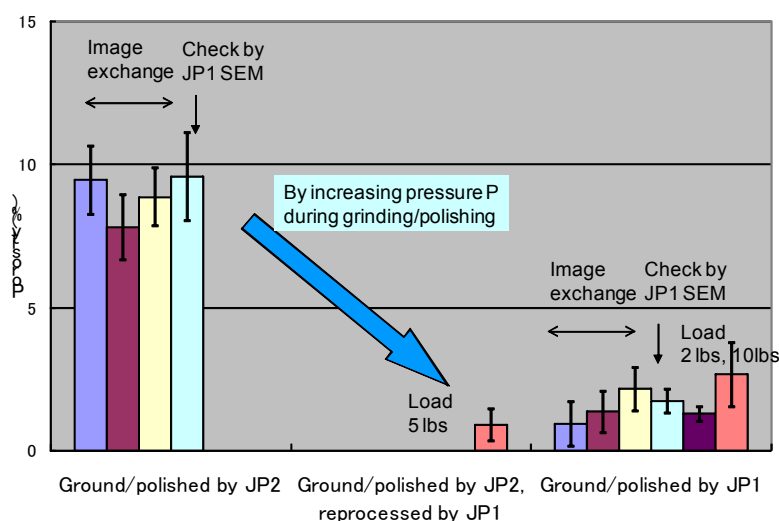 15
10
5
0
Image
exchange
Check by
JP1 SEM
By increasing pressure P
during grinding/polishing
Load
5 lbs
Image
exchange
Check by
JP1 SEM
Load
2 lbs, 10lbs
Ground/polished by JP2
Ground/polished by JP2,
reprocessed by JP1
Ground/polished by JP1